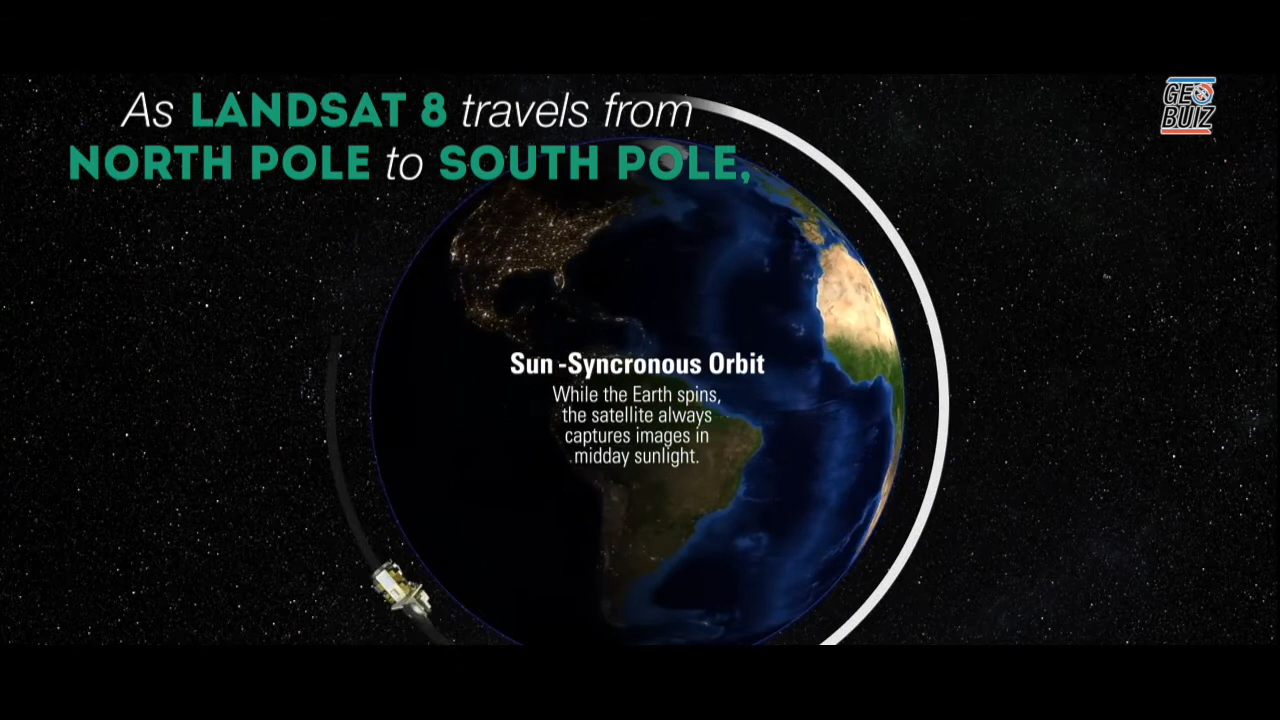 As LANDSAT 8 travels from
NORTH POLE to SOUTH POLE,
GEO
BUIZ
Sun -Syncronous Orbit
While the Earth spins,
the satellite always
captures images in
midday sunlight.